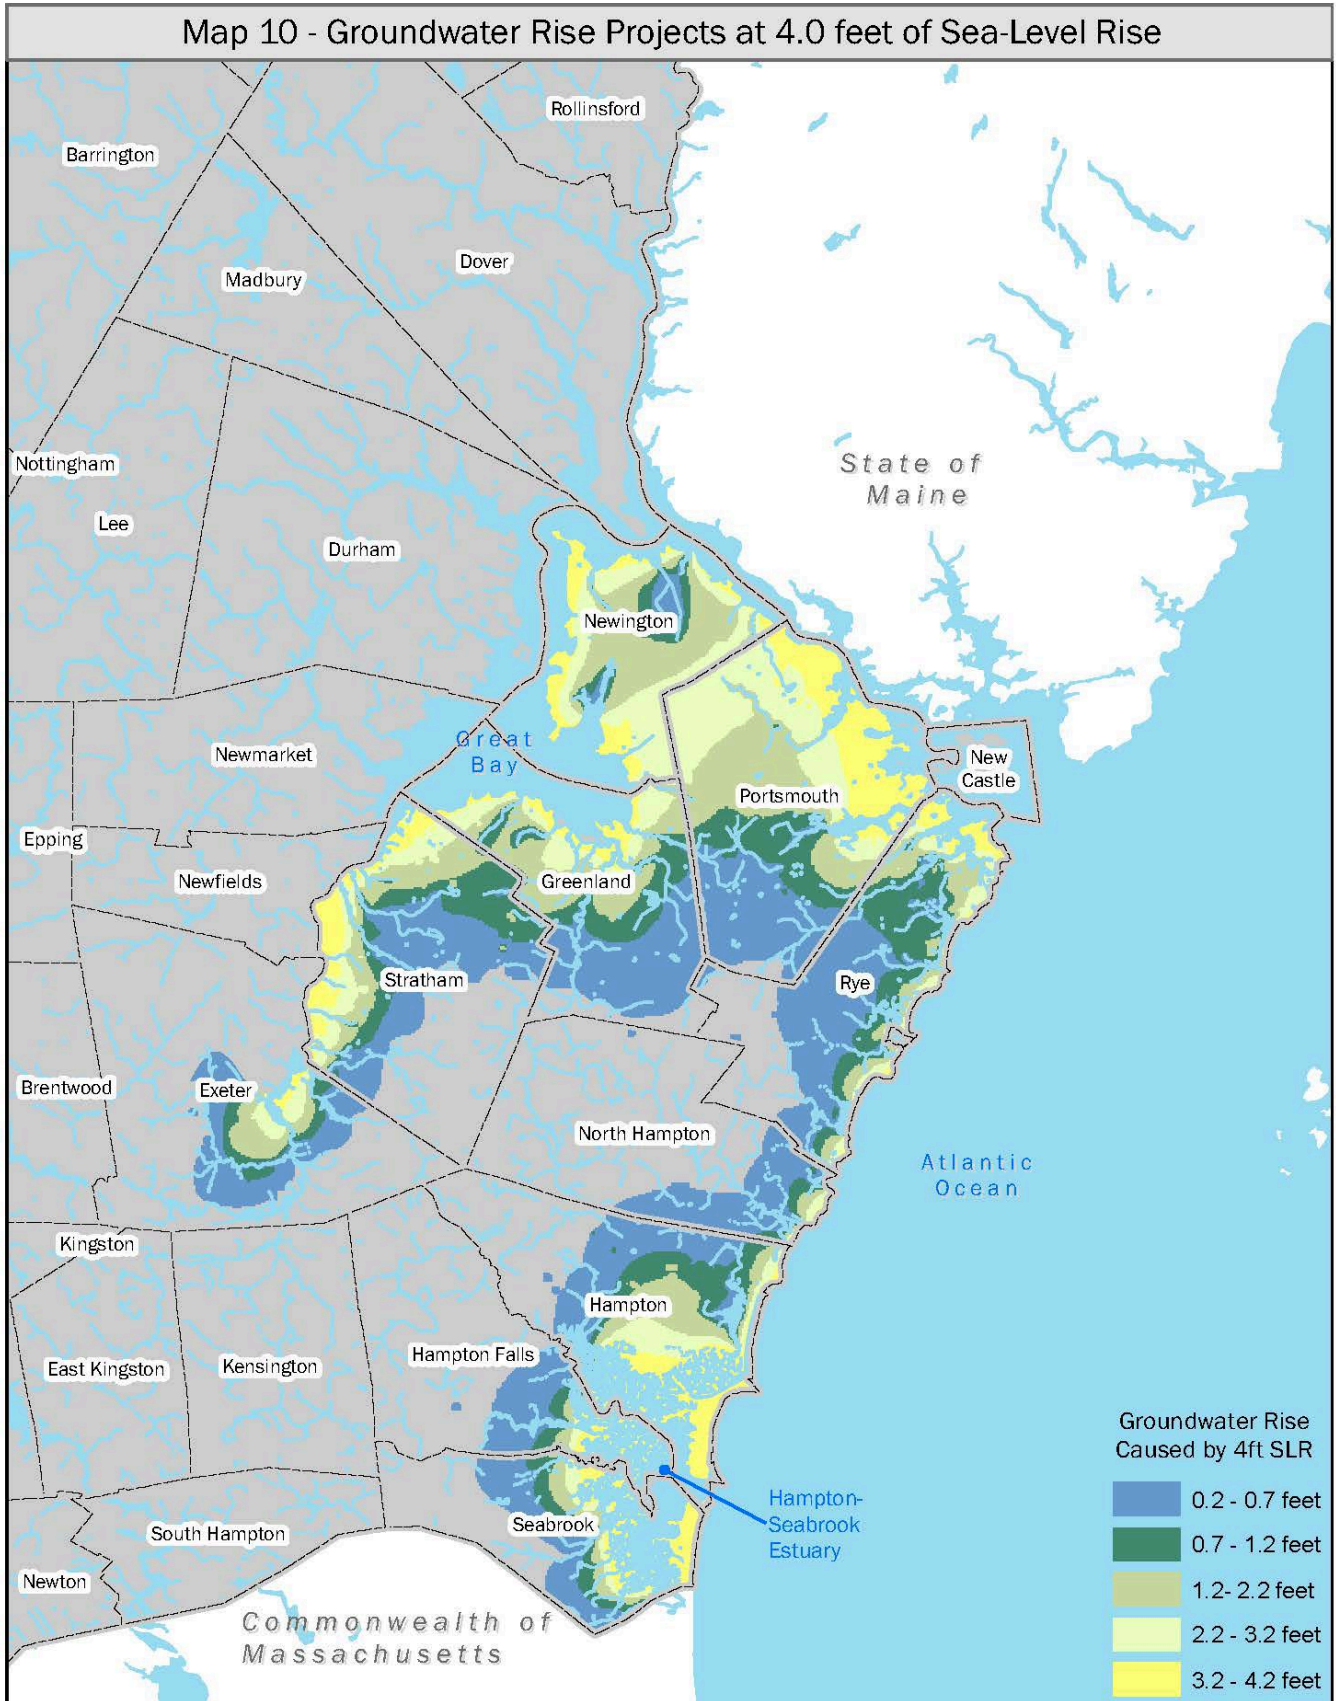 Map 10 - Groundwater Rise Projects at 4.0 feet of Sea-Level Rise
Rollinsford
Barrington
Dover
Madbury
State of
Maine
Nottingham
Lee
Durham
Newington
Great
Bay
Newmarket
New
Castle
Portsmouth
Epping
Newfields
Greenland
Stratham
Rye
Brentwood
Exeter
North Hampton
Atlantic
Ocean
Kingston
Hampton
Hampton Falls
East Kingston
Kensington
Hampton-
Seabrook
Estuary
Seabrook
South Hampton
Newton
Commonwealth of
Massachusetts
Groundwater Rise
Caused by 4ft SLR
0.2 - 0.7 feet
0.7 - 1.2 feet
1.2- 2.2 feet
2.2 - 3.2 feet
3.2 - 4.2 feet